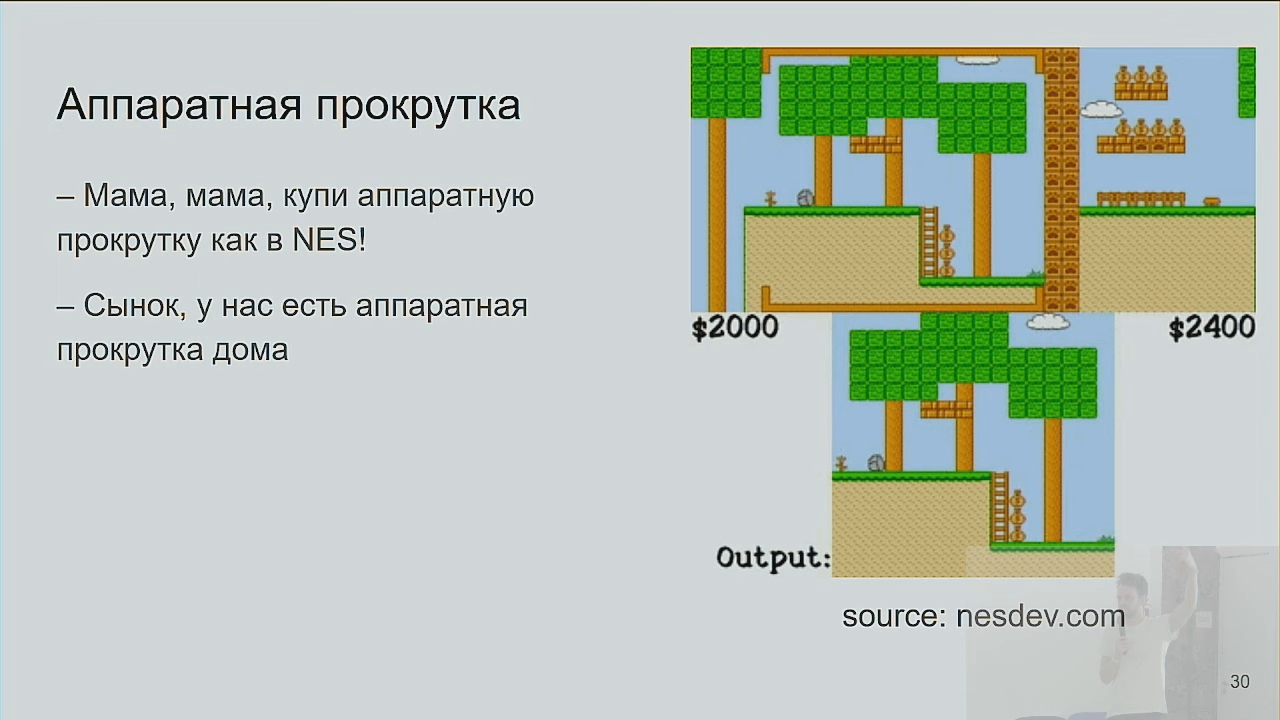 Аппаратная прокрутка
– Мама, мама, купи аппаратную
прокрутку как в NES!
– Сынок, у нас есть аппаратная
прокрутка дома
$2000
$2400
Output:
source: nesdev.com
30